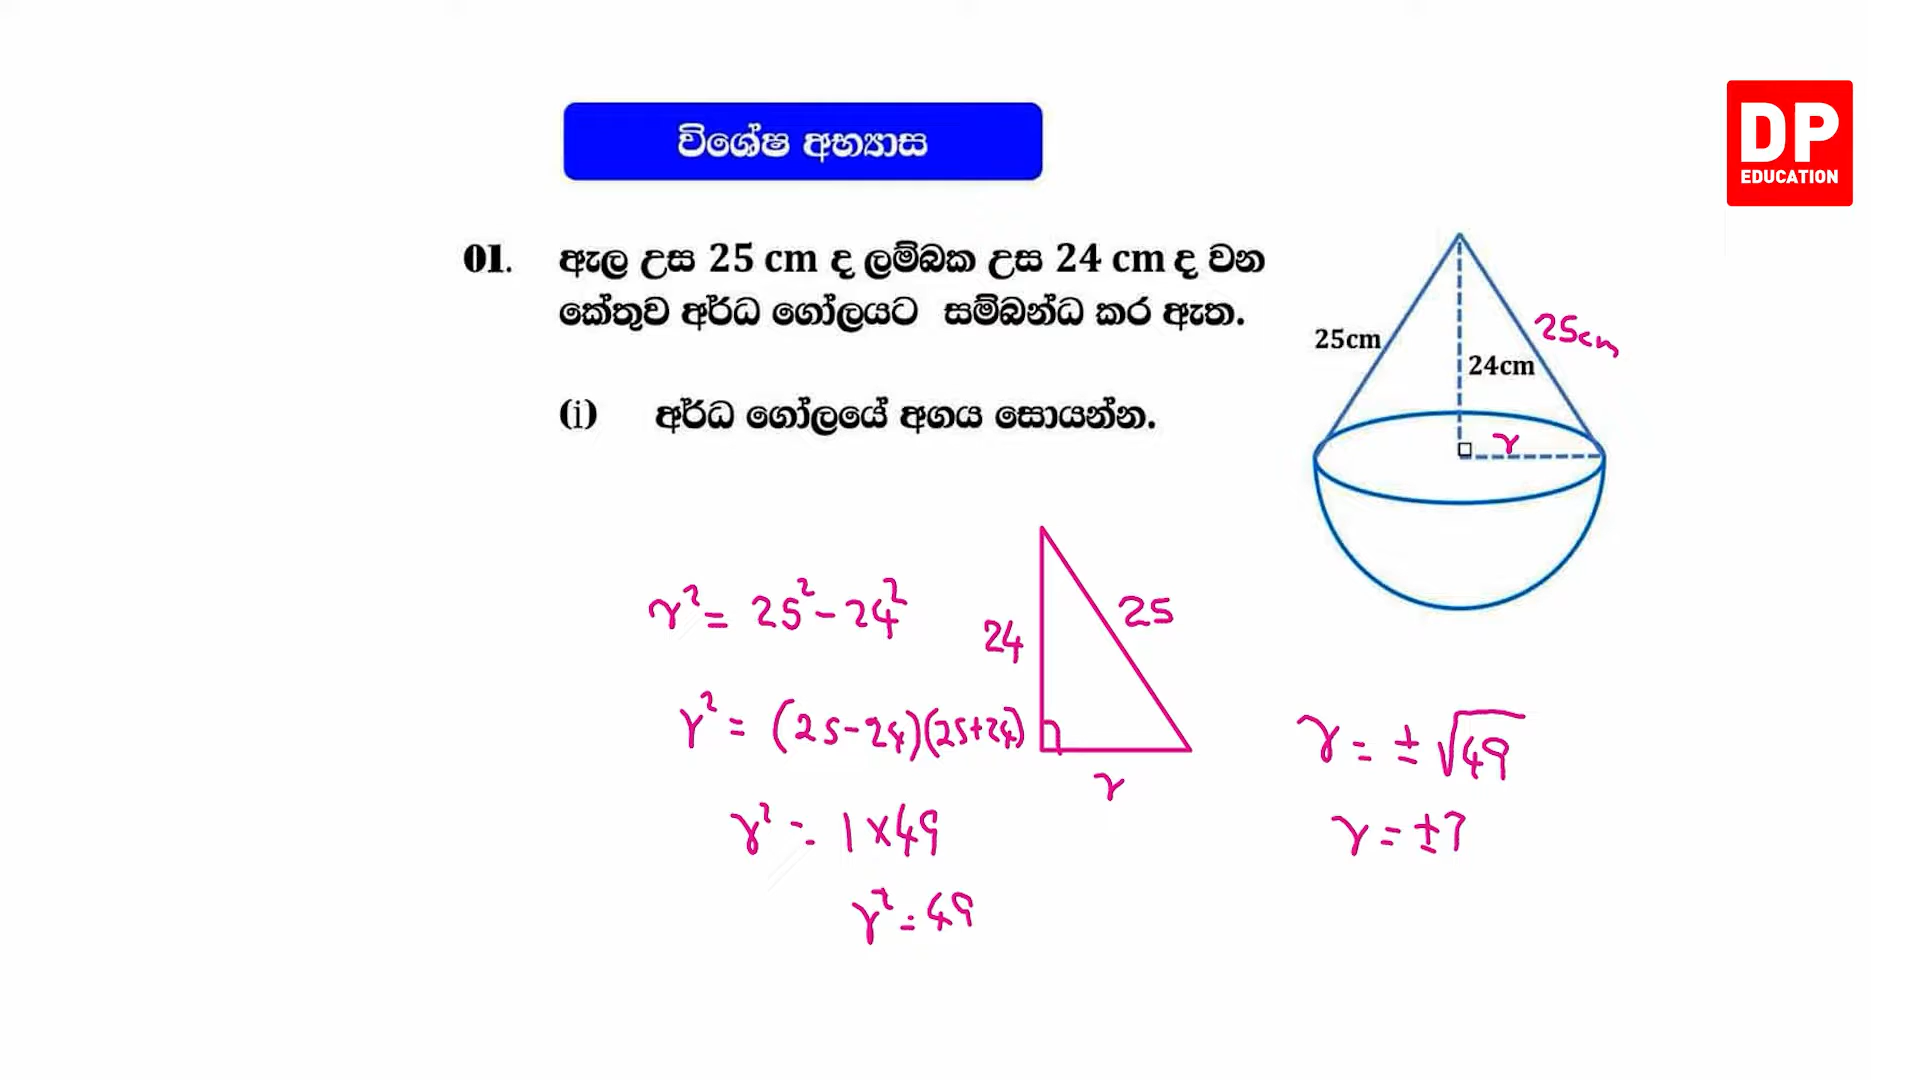 DP
EDUCATION
විශේෂ අභ්‍යාස
01. ඇල උස 25 cm ද ලම්බක උස 24 cm ද වන
කේතුව අර්ධ ගෝලයට සම්බන්ධ කර ඇත.
(i) අර්ධ ගෝලයේ අගය සොයන්න.
25cm
24cm
25cm
r
r² = 25² - 24²
r² = (25-24)(25+24)
r² = 1 × 49
r² = 49
24
25
r
r = ± √49
r = ±7